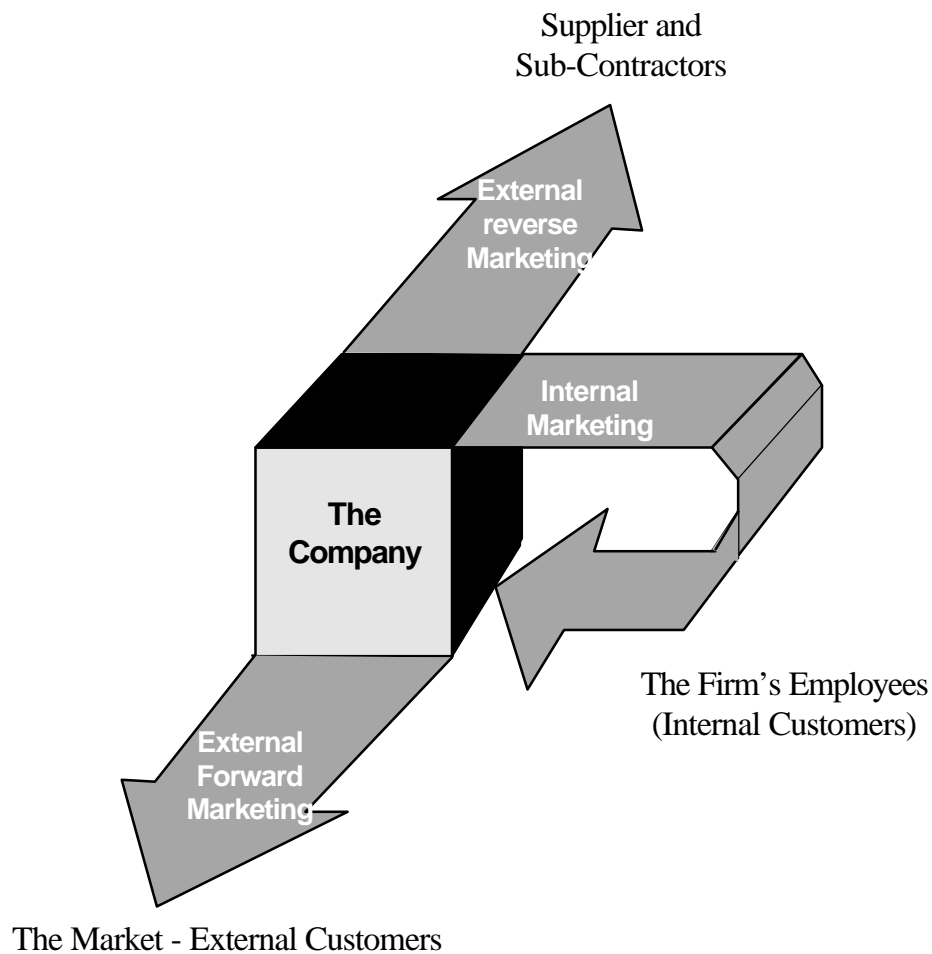 Supplier and
Sub-Contractors
External
reverse
Marketing
Internal
Marketing
The
Company
The Firm's Employees
(Internal Customers)
External
Forward
Marketing
The Market - External Customers